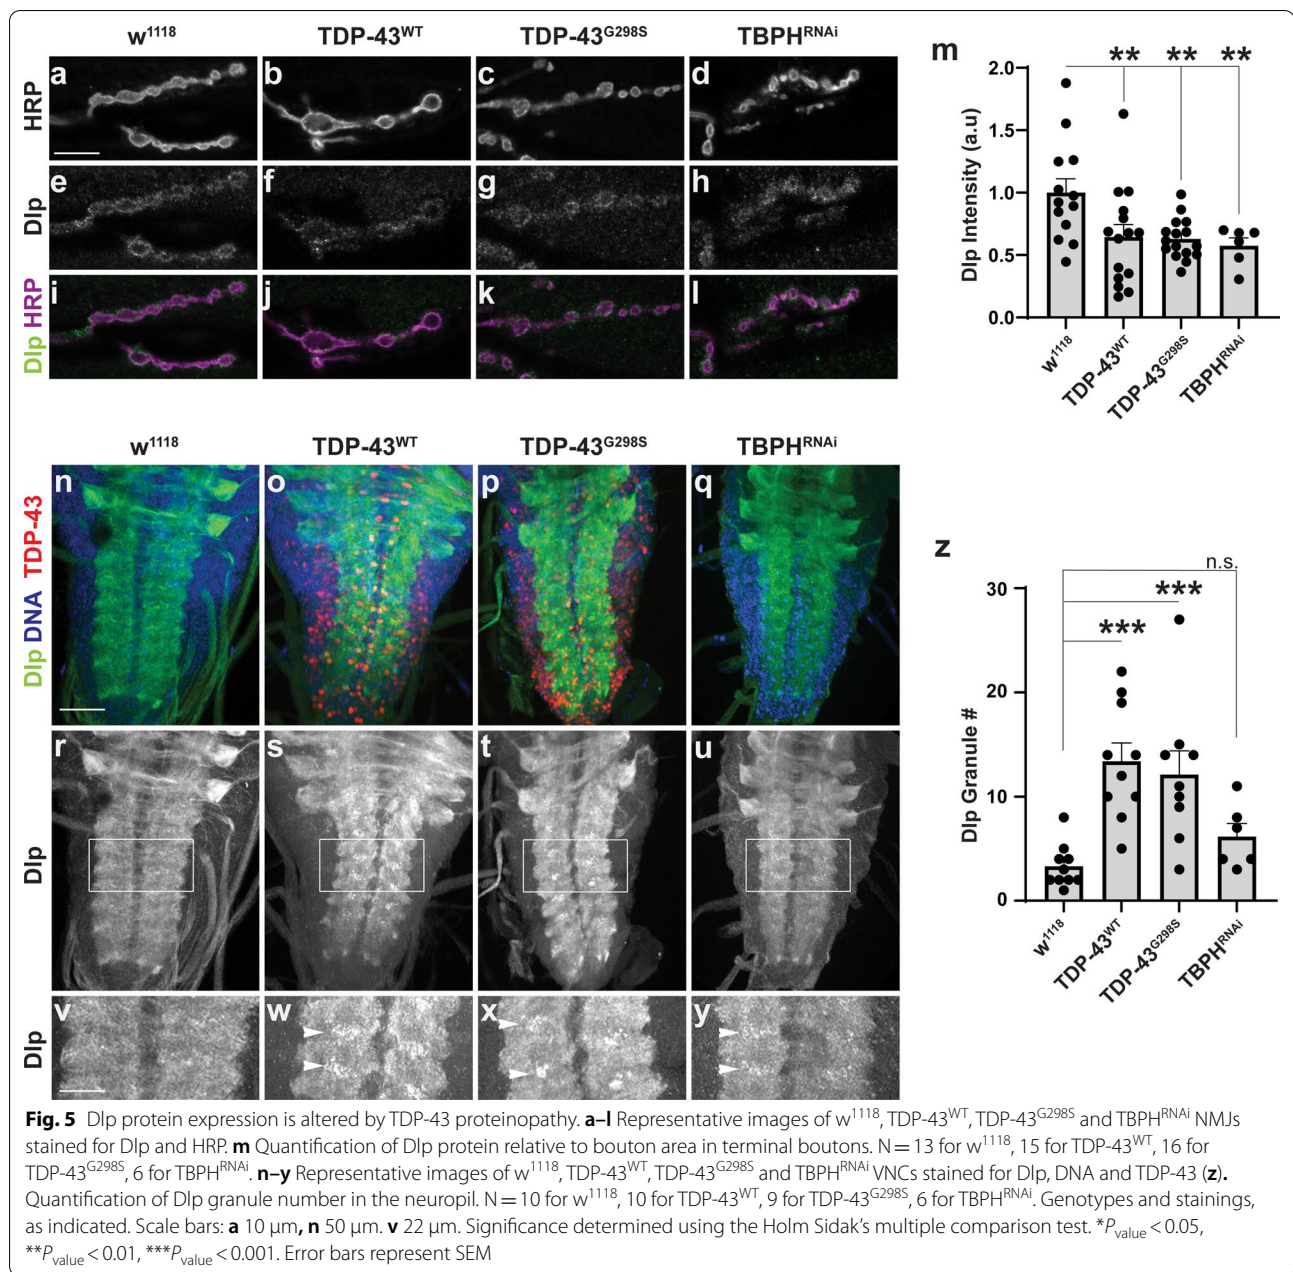 w1118 TDP-43WT TDP-43G298S TBPHRNAi
HRP
a b c d
Dlp
e f g h
Dlp HRP
i j k l
m
** ** **
Dlp Intensity (a.u)
2.0
1.5
1.0
0.5
0.0
w1118 TDP-43WT TDP-43G298S TBPHRNAi
w1118 TDP-43WT TDP-43G298S TBPHRNAi
Dlp DNA TDP-43
n o p q
Dlp
r s t u
Dlp
v w x y
z
n.s.
***
***
Dlp Granule #
30
20
10
0
w1118 TDP-43WT TDP-43G298S TBPHRNAi
Fig. 5 Dlp protein expression is altered by TDP-43 proteinopathy. a–l Representative images of w1118, TDP-43WT, TDP-43G298S and TBPHRNAi NMJs
stained for Dlp and HRP. m Quantification of Dlp protein relative to bouton area in terminal boutons. N = 13 for w1118, 15 for TDP-43WT, 16 for
TDP-43G298S, 6 for TBPHRNAi. n–y Representative images of w1118, TDP-43WT, TDP-43G298S and TBPHRNAi VNCs stained for Dlp, DNA and TDP-43 (z).
Quantification of Dlp granule number in the neuropil. N = 10 for w1118, 10 for TDP-43WT, 9 for TDP-43G298S, 6 for TBPHRNAi. Genotypes and stainings,
as indicated. Scale bars: a 10 µm, n 50 µm. v 22 µm. Significance determined using the Holm Sidak's multiple comparison test. *Pvalue < 0.05,
**Pvalue < 0.01, ***Pvalue < 0.001. Error bars represent SEM